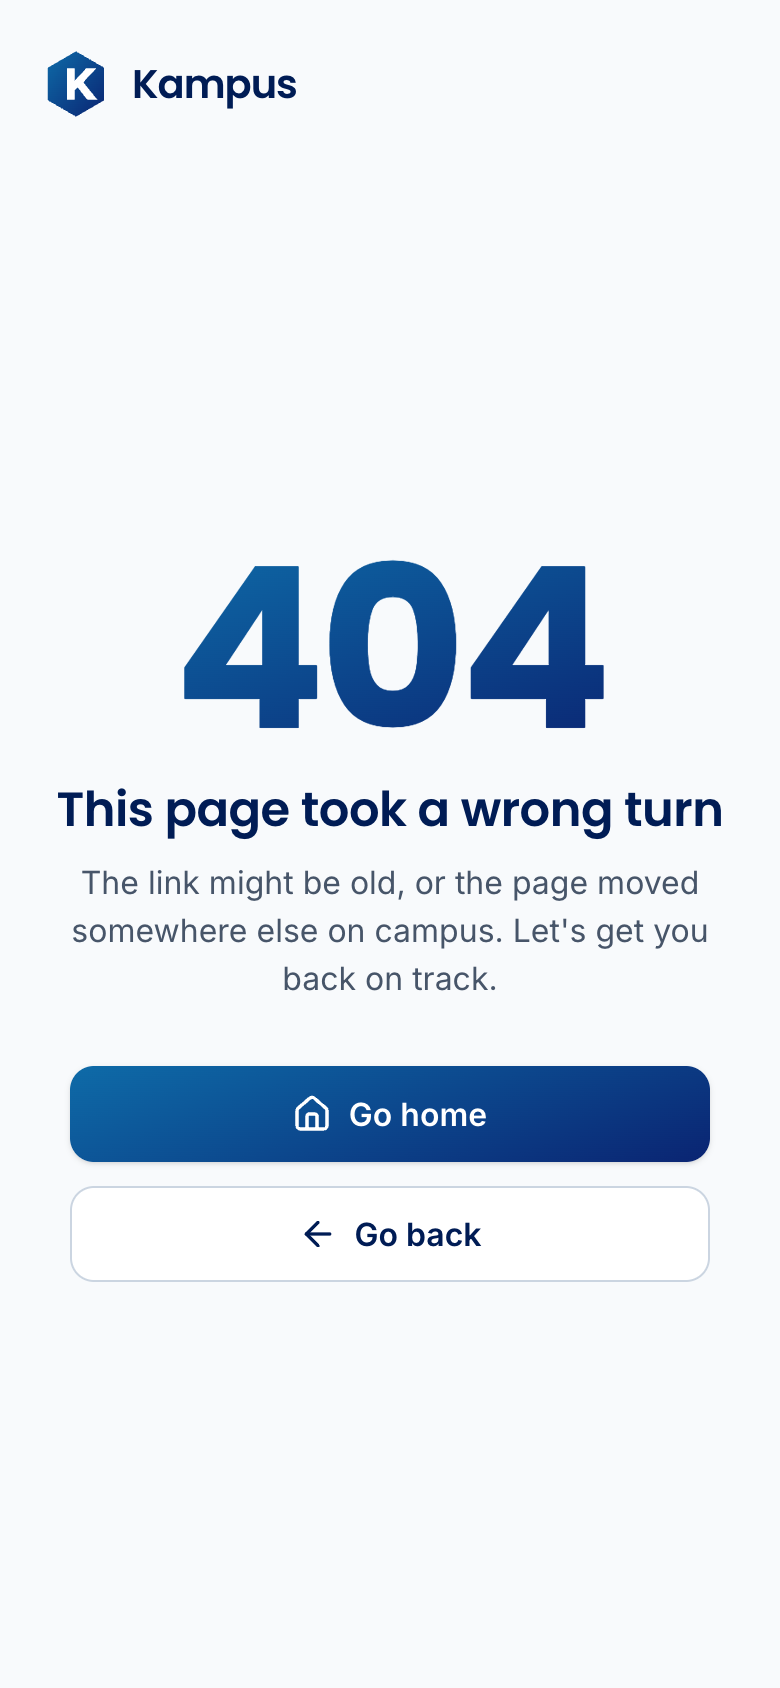 K Kampus
404
This page took a wrong turn
The link might be old, or the page moved
somewhere else on campus. Let's get you
back on track.
Go home
Go back